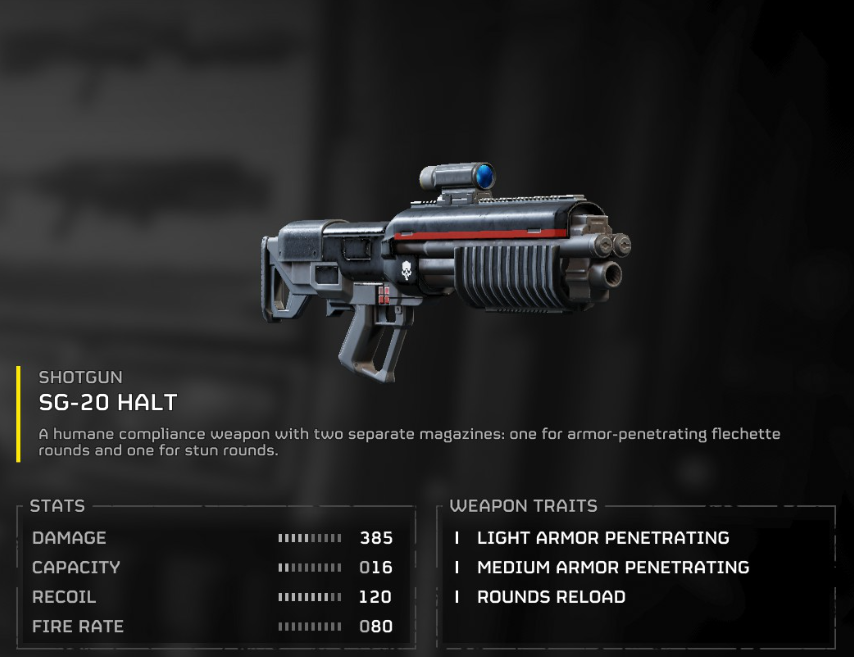 SHOTGUN
SG-20 HALT
A humane compliance weapon with two separate magazines: one for armor-penetrating flechette
rounds and one for stun rounds.
STATS
DAMAGE 385
CAPACITY 016
RECOIL 120
FIRE RATE 080
WEAPON TRAITS
LIGHT ARMOR PENETRATING
MEDIUM ARMOR PENETRATING
ROUNDS RELOAD